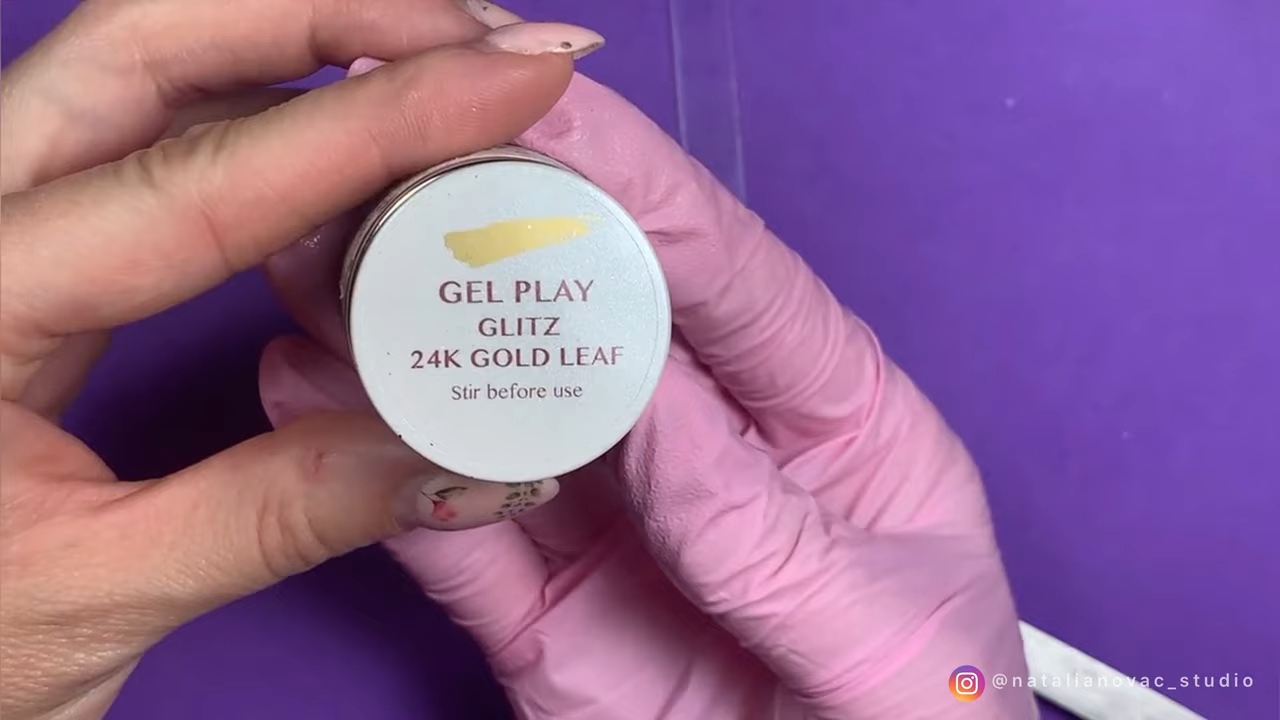 GEL PLAY
GLITZ
24K GOLD LEAF
Stir before use
@natalianovac_studio